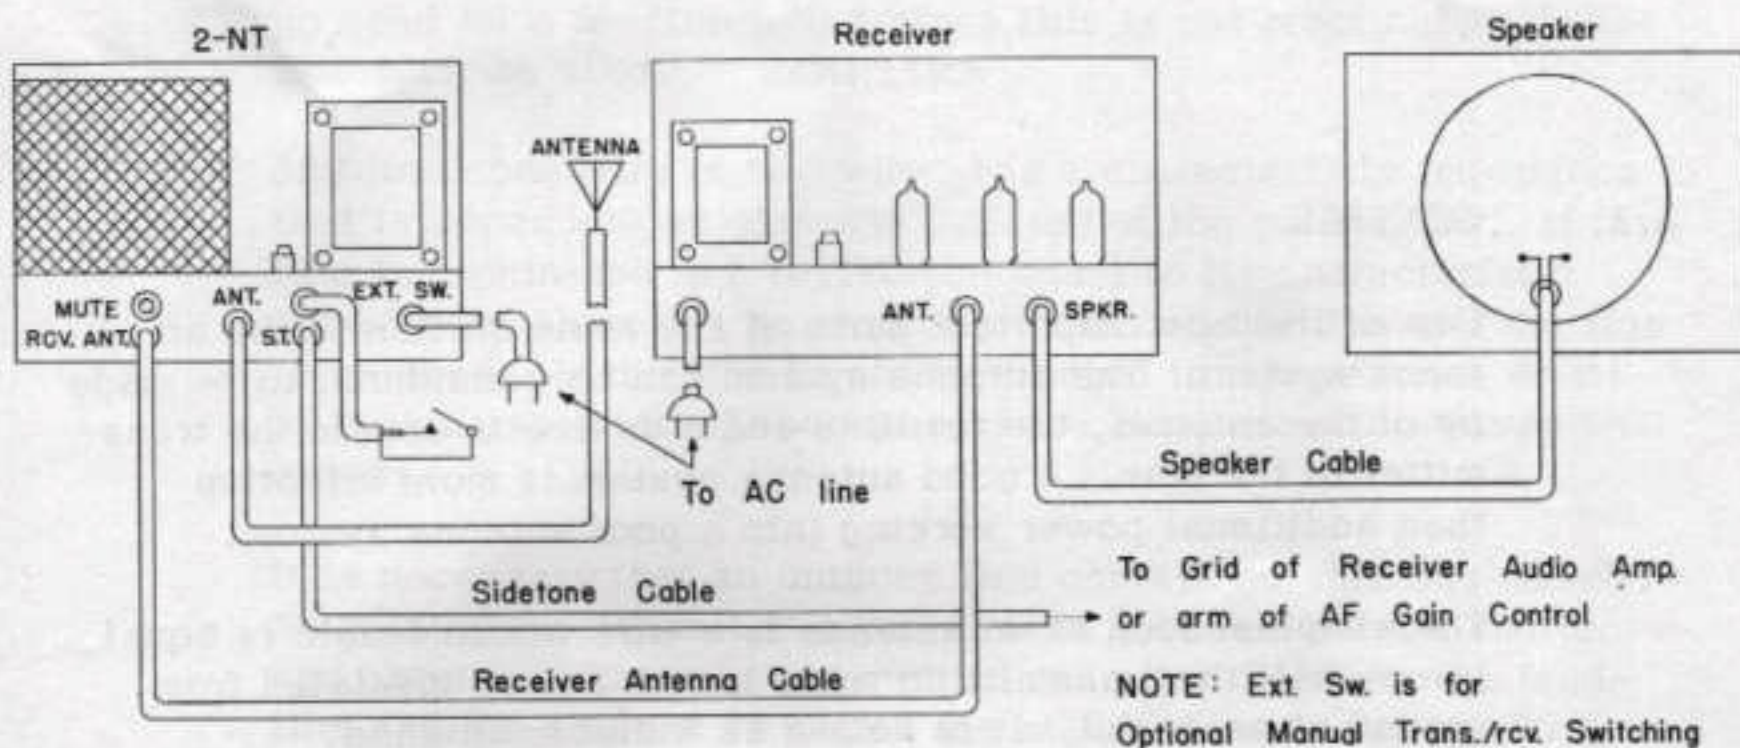 2-NT
Receiver
Speaker
ANTENNA
MUTE
ANT.
EXT. SW.
RCV. ANT.
S.T.
ANT.
SPKR.
To AC line
Speaker Cable
Sidetone Cable
To Grid of Receiver Audio Amp.
or arm of AF Gain Control
Receiver Antenna Cable
NOTE: Ext. Sw. is for
Optional Manual Trans./rcv. Switching